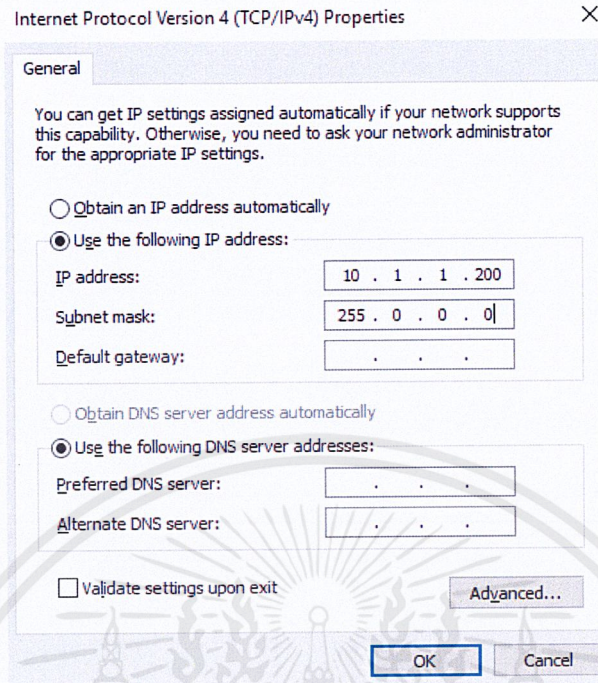 Internet Protocol Version 4 (TCP/IPv4) Properties
General
You can get IP settings assigned automatically if your network supports
this capability. Otherwise, you need to ask your network administrator
for the appropriate IP settings.
Obtain an IP address automatically
Use the following IP address:
IP address: 10 . 1 . 1 . 200
Subnet mask: 255 . 0 . 0 . 0
Default gateway: . . .
Obtain DNS server address automatically
Use the following DNS server addresses:
Preferred DNS server: . . .
Alternate DNS server: . . .
Validate settings upon exit
Advanced...
OK Cancel